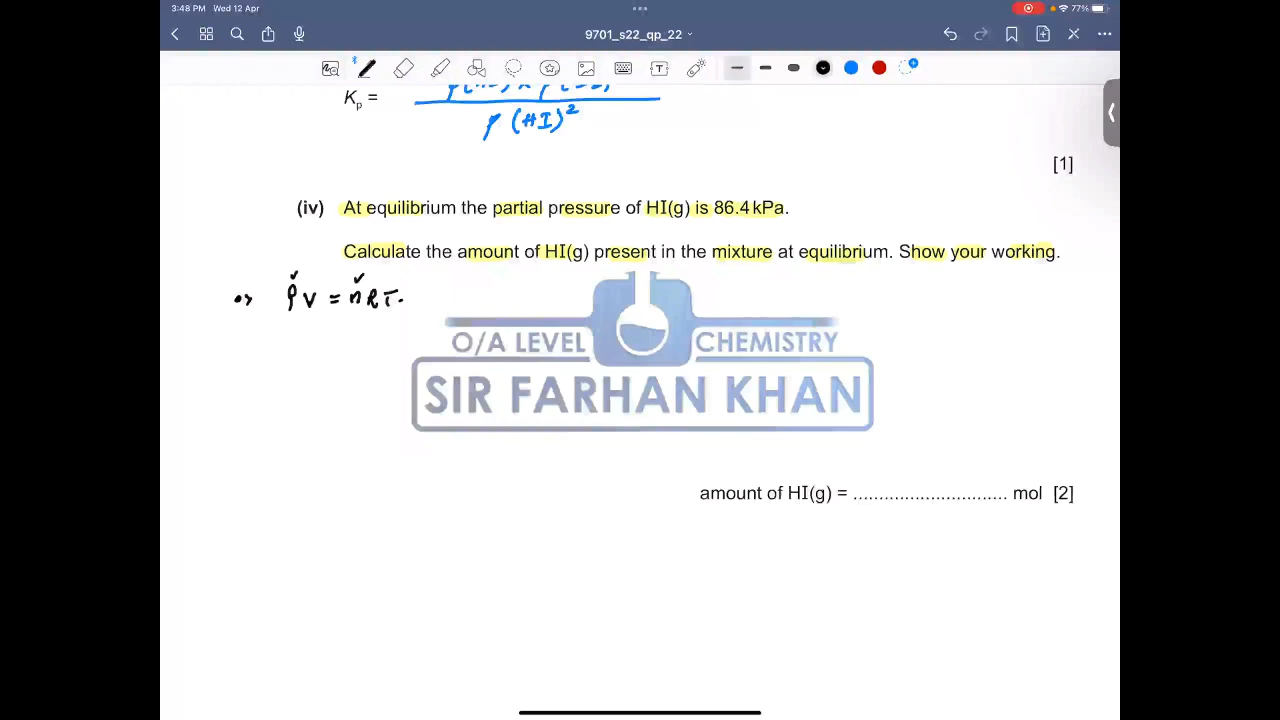 3:48 PM Wed 12 Apr
77%
9701_s22_qp_22
Kp =
p (HI)²
[1]
(iv) At equilibrium the partial pressure of HI(g) is 86.4 kPa.
Calculate the amount of HI(g) present in the mixture at equilibrium. Show your working.
PV = nRT.
O/A LEVEL CHEMISTRY
SIR FARHAN KHAN
amount of HI(g) = .............................. mol [2]